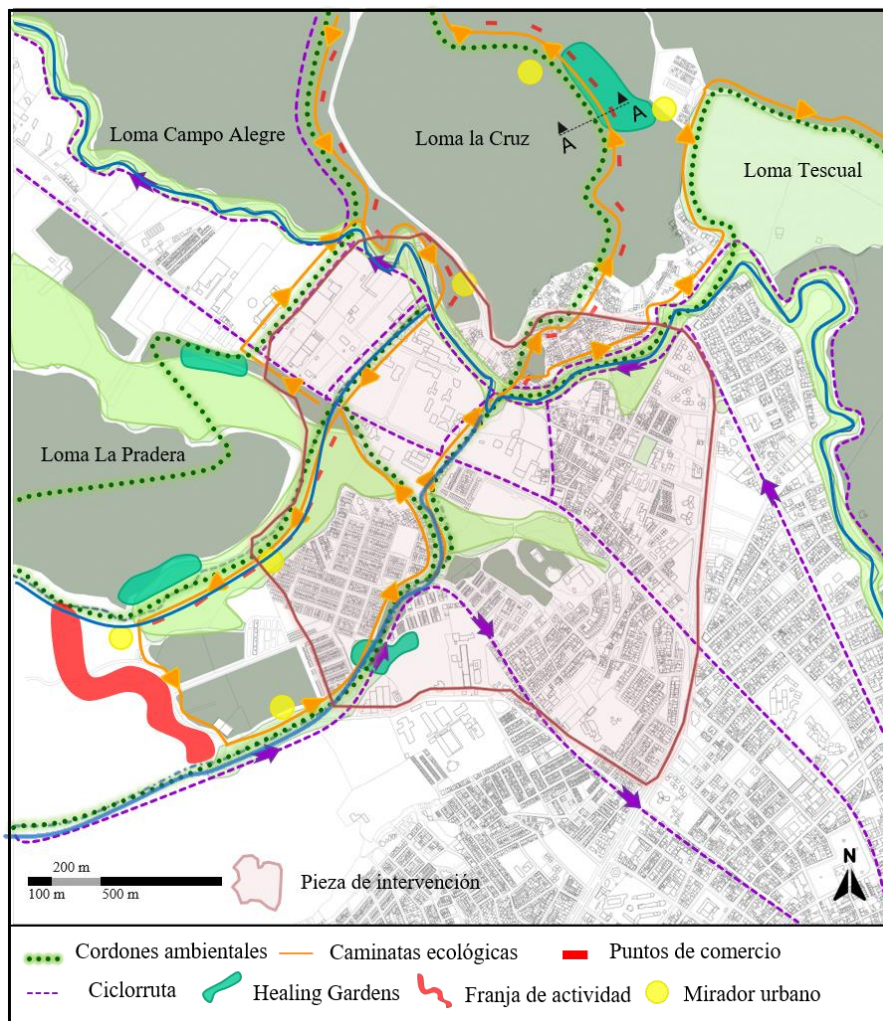 Loma Campo Alegre
Loma la Cruz
A
A
Loma Tescual
Loma La Pradera
200 m
100 m
500 m
Pieza de intervención
N
Cordones ambientales
Caminatas ecológicas
Puntos de comercio
Ciclorruta
Healing Gardens
Franja de actividad
Mirador urbano